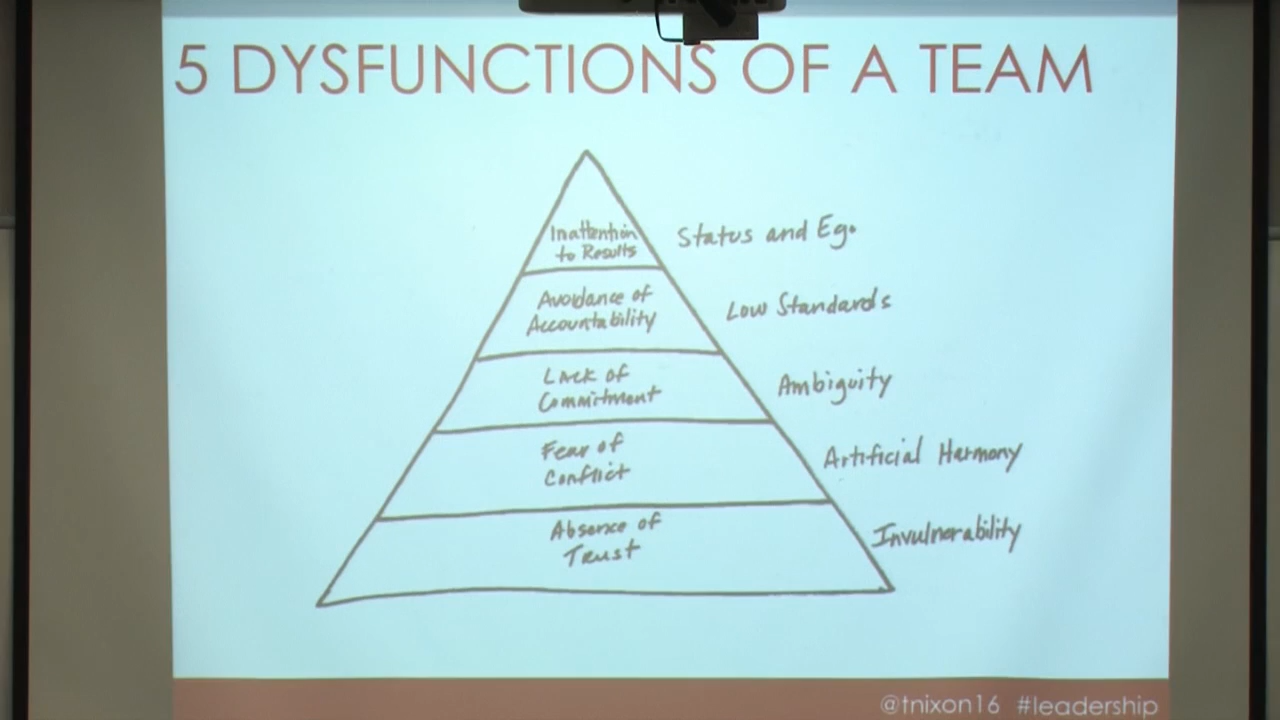 5 DYSFUNCTIONS OF A TEAM
Inattention
to Results
Status and Ego
Avoidance of
Accountability
Low Standards
Lack of
Commitment
Ambiguity
Fear of
Conflict
Artificial Harmony
Absence of
Trust
Invulnerability
@tnixon16 #leadership